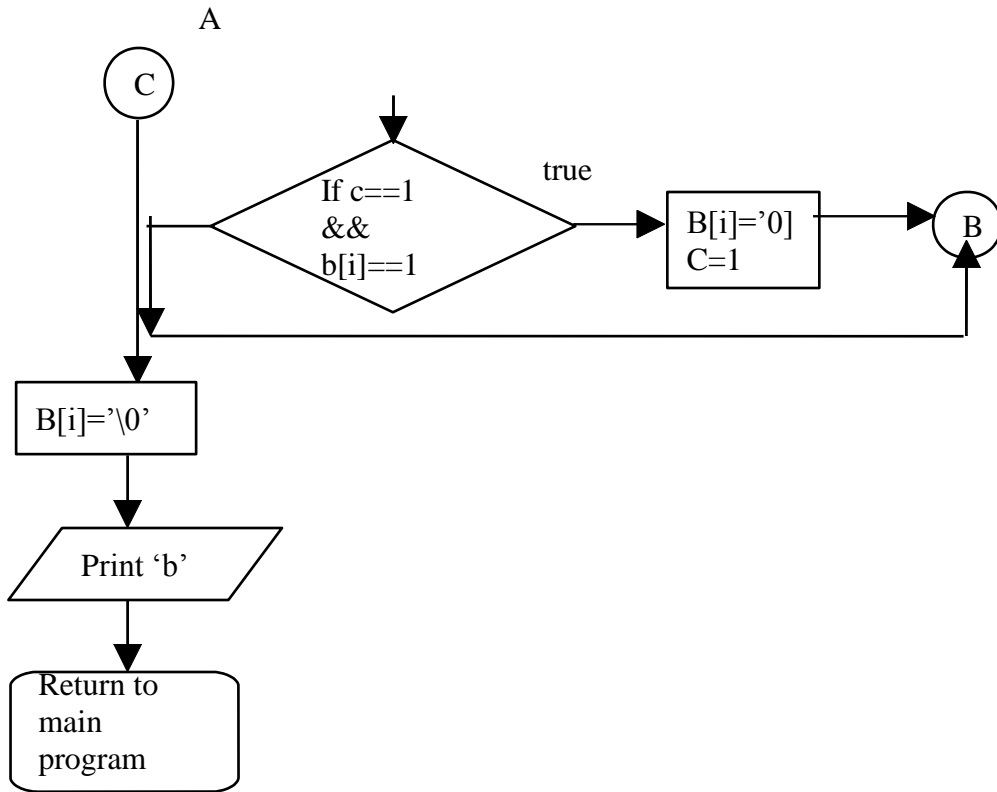 A
C
If c==1
&&
b[i]==1
true
B[i]='0]
C=1
B
B[i]='\0’
Print ‘b’
Return to
main
program